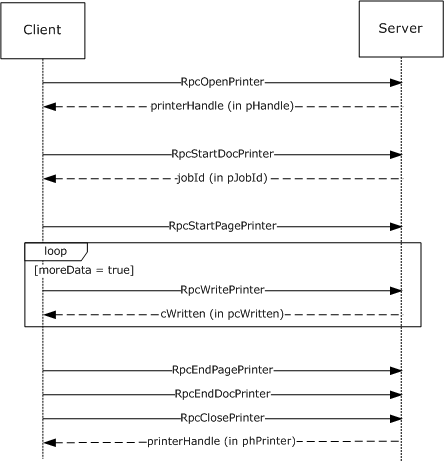 Client
Server
RpcOpenPrinter
printerHandle (in pHandle)
RpcStartDocPrinter
jobId (in pJobId)
RpcStartPagePrinter
loop
[moreData = true]
RpcWritePrinter
cWritten (in pcWritten)
RpcEndPagePrinter
RpcEndDocPrinter
RpcClosePrinter
printerHandle (in phPrinter)